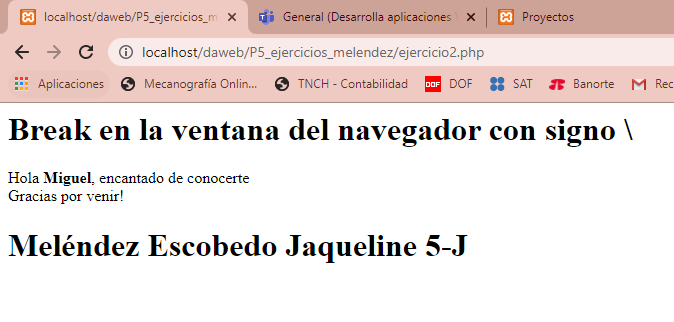 localhost/daweb/P5_ejercicios_m
General (Desarrolla aplicaciones
Proyectos
localhost/daweb/P5_ejercicios_melendez/ejercicio2.php
Aplicaciones
Mecanografía Onlin...
TNCH - Contabilidad
DOF
DOF
SAT
Banorte
Rec
Break en la ventana del navegador con signo \
Hola Miguel, encantado de conocerte
Gracias por venir!
Meléndez Escobedo Jaqueline 5-J